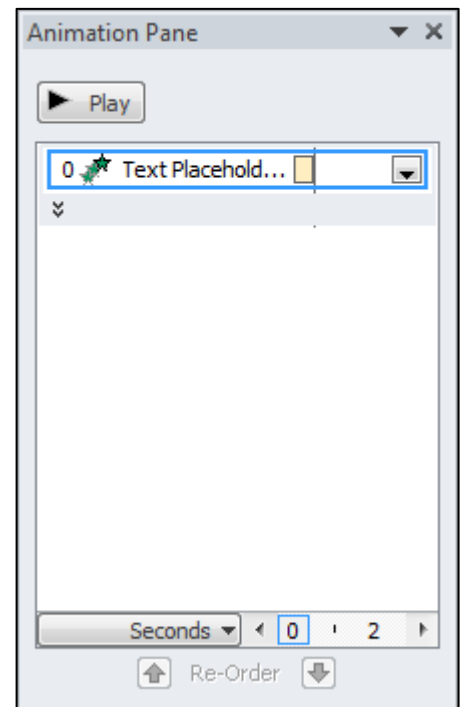 Animation Pane
Play
0 Text Placehold...
Seconds 0 2
Re-Order